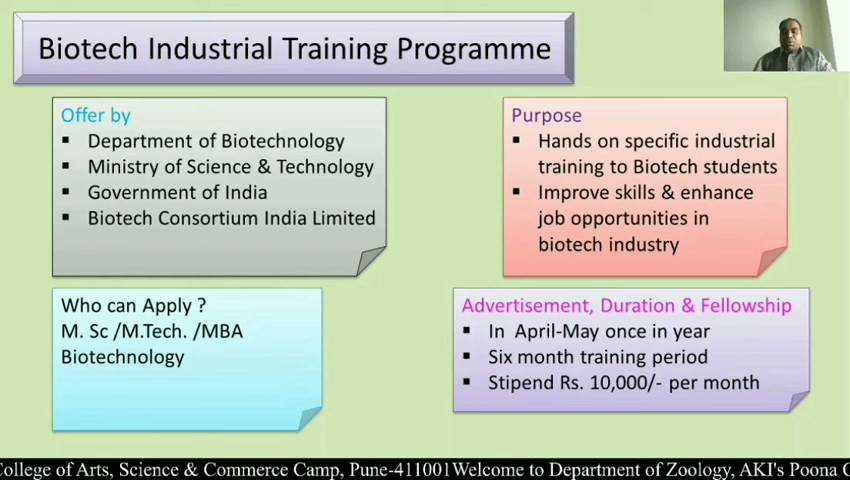 Biotech Industrial Training Programme
Offer by
▪ Department of Biotechnology
▪ Ministry of Science & Technology
▪ Government of India
▪ Biotech Consortium India Limited
Purpose
▪ Hands on specific industrial
training to Biotech students
▪ Improve skills & enhance
job opportunities in
biotech industry
Who can Apply ?
M. Sc /M.Tech. /MBA
Biotechnology
Advertisement, Duration & Fellowship
▪ In April-May once in year
▪ Six month training period
▪ Stipend Rs. 10,000/- per month
College of Arts, Science & Commerce Camp, Pune-411001Welcome to Department of Zoology, AKI's Poona